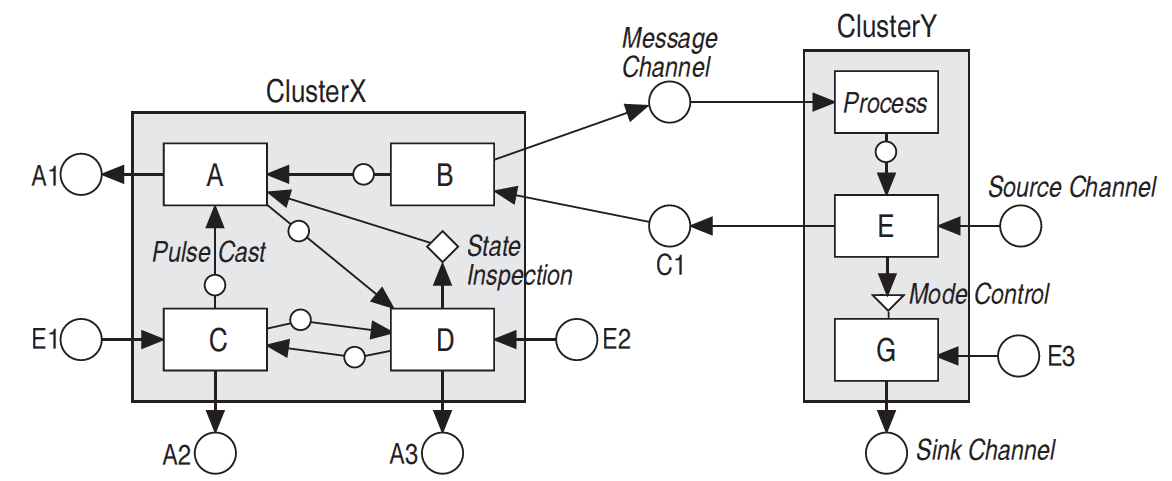 ClusterY
Message
Channel
ClusterX
Process
A1
A
B
Source Channel
E
Pulse Cast
State
Inspection
C1
Mode Control
E1
C
D
E2
G
E3
A2
A3
Sink Channel